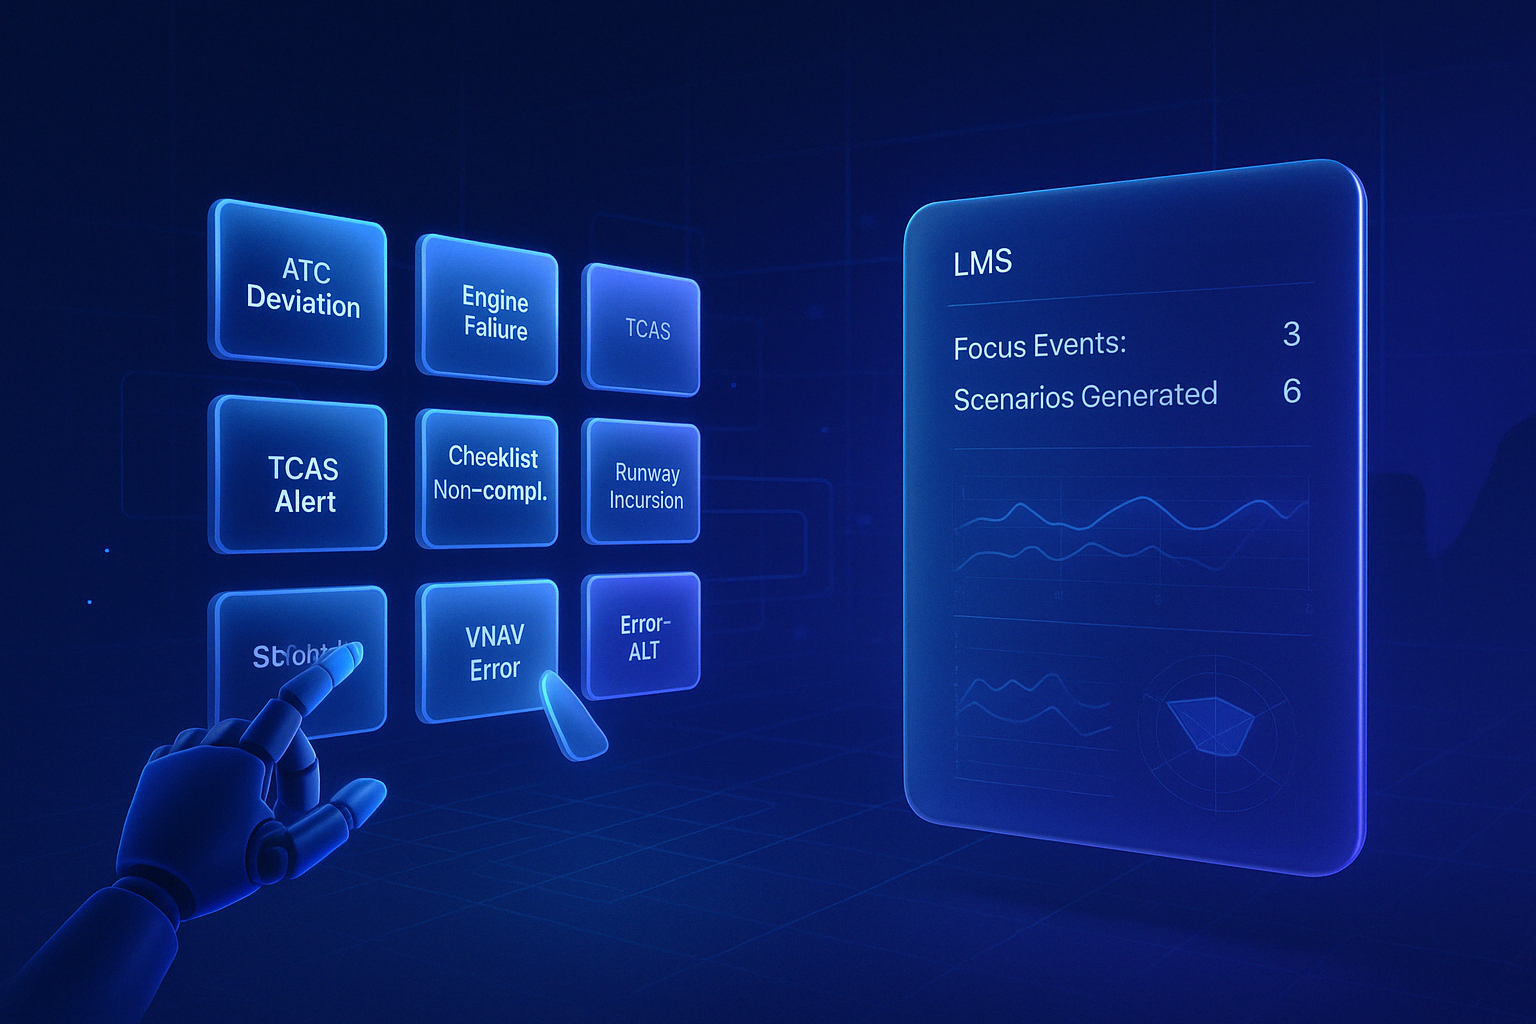 ATC
Deviation
Engine
Faliure
TCAS
TCAS
Alert
Cheeklist
Non-compl.
Runway
Incursion
VNAV
Error
Error-
ALT
LMS
Focus Events: 3
Scenarios Generated 6